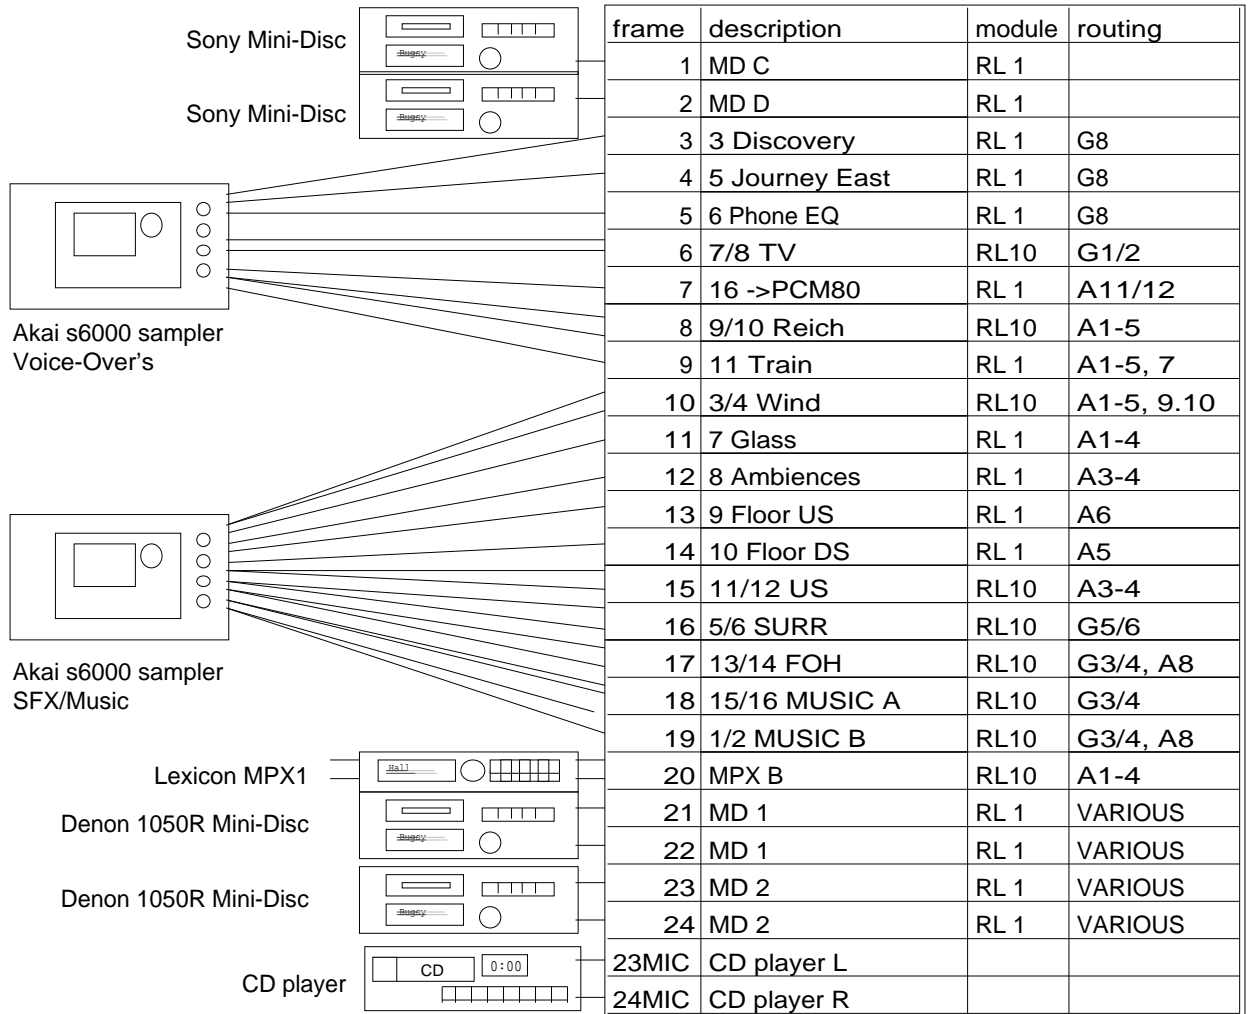 frame description module routing
Sony Mini-Disc
Bugsy
1 MD C RL 1
Sony Mini-Disc
Bugsy
2 MD D RL 1
3 3 Discovery RL 1 G8
4 5 Journey East RL 1 G8
5 6 Phone EQ RL 1 G8
6 7/8 TV RL10 G1/2
7 16 ->PCM80 RL 1 A11/12
Akai s6000 sampler
Voice-Over's
8 9/10 Reich RL10 A1-5
9 11 Train RL 1 A1-5, 7
10 3/4 Wind RL10 A1-5, 9.10
11 7 Glass RL 1 A1-4
12 8 Ambiences RL 1 A3-4
13 9 Floor US RL 1 A6
14 10 Floor DS RL 1 A5
15 11/12 US RL10 A3-4
16 5/6 SURR RL10 G5/6
17 13/14 FOH RL10 G3/4, A8
Akai s6000 sampler
SFX/Music
18 15/16 MUSIC A RL10 G3/4
19 1/2 MUSIC B RL10 G3/4, A8
Lexicon MPX1
Hall
20 MPX B RL10 A1-4
Denon 1050R Mini-Disc
Bugsy
21 MD 1 RL 1 VARIOUS
22 MD 1 RL 1 VARIOUS
Denon 1050R Mini-Disc
Bugsy
23 MD 2 RL 1 VARIOUS
24 MD 2 RL 1 VARIOUS
CD player
CD 0:00
23MIC CD player L
24MIC CD player R